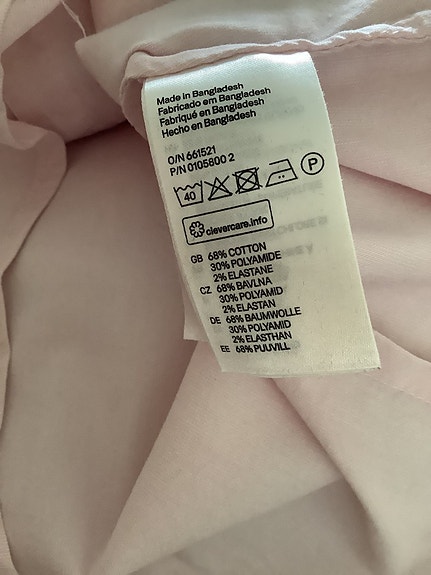 Made in Bangladesh
Fabricado em Bangladesh
Fabriqué en Bangladesh
Hecho en Bangladesh
O/N 661521
P/N 0105800 2
40 P
clevercare.info
GB 68% COTTON
30% POLYAMIDE
2% ELASTANE
CZ 68% BAVLNA
30% POLYAMID
2% ELASTAN
DE 68% BAUMWOLLE
30% POLYAMID
2% ELASTHAN
EE 68% PUUVILL